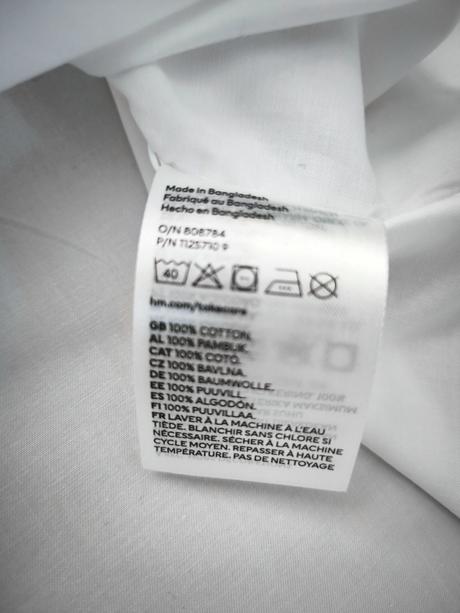 Made in Bangladesh
Fabriqué au Bangladesh
Hecho en Bangladesh
O/N 808784
P/N 1125710 9
40
hm.com/takecare
GB 100% COTTON.
AL 100% PAMBUK.
CAT 100% COTÓ.
CZ 100% BAVLNA.
DE 100% BAUMWOLLE.
EE 100% PUUVILL.
ES 100% ALGODÓN.
FI 100% PUUVILLAA.
FR LAVER À LA MACHINE À L'EAU
TIÈDE. BLANCHIR SANS CHLORE SI
NÉCESSAIRE. SÉCHER À LA MACHINE
CYCLE MOYEN. REPASSER À HAUTE
TEMPÉRATURE. PAS DE NETTOYAGE